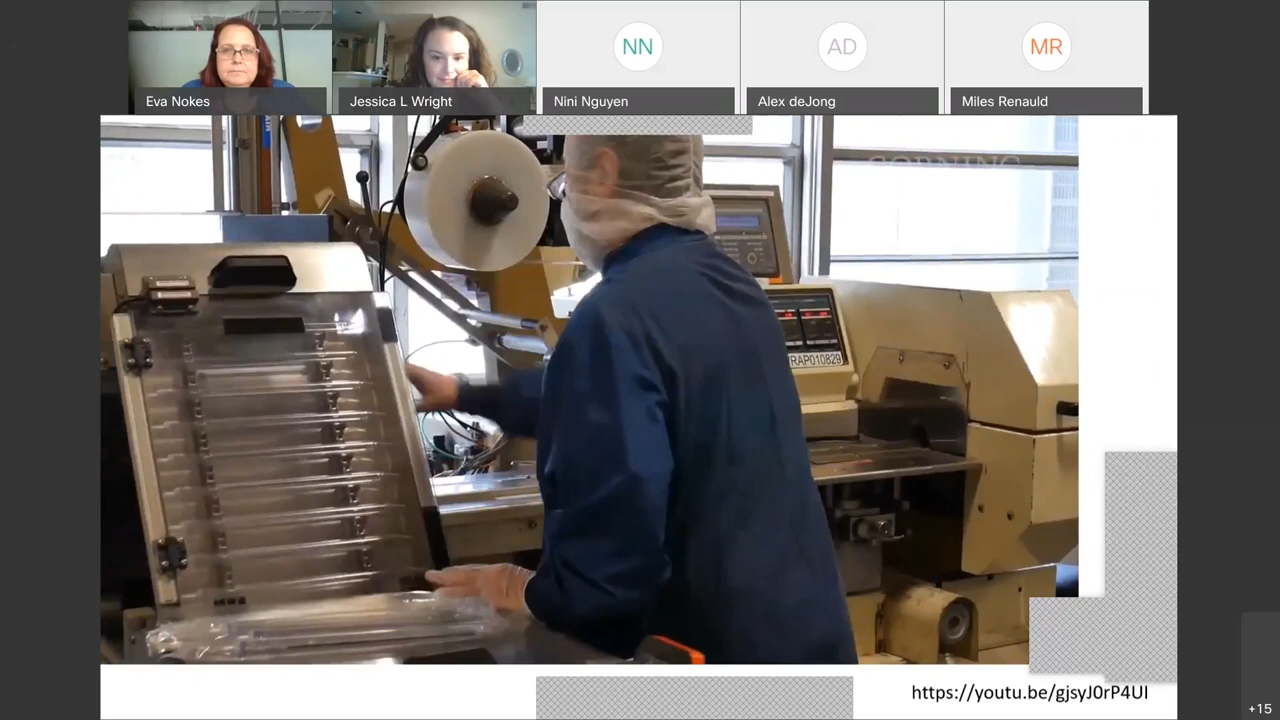 NN
AD
MR
Eva Nokes
Jessica L Wright
Nini Nguyen
Alex deJong
Miles Renauld
CORNING
RAP010829
https://youtu.be/gjsyJ0rP4UI
+15